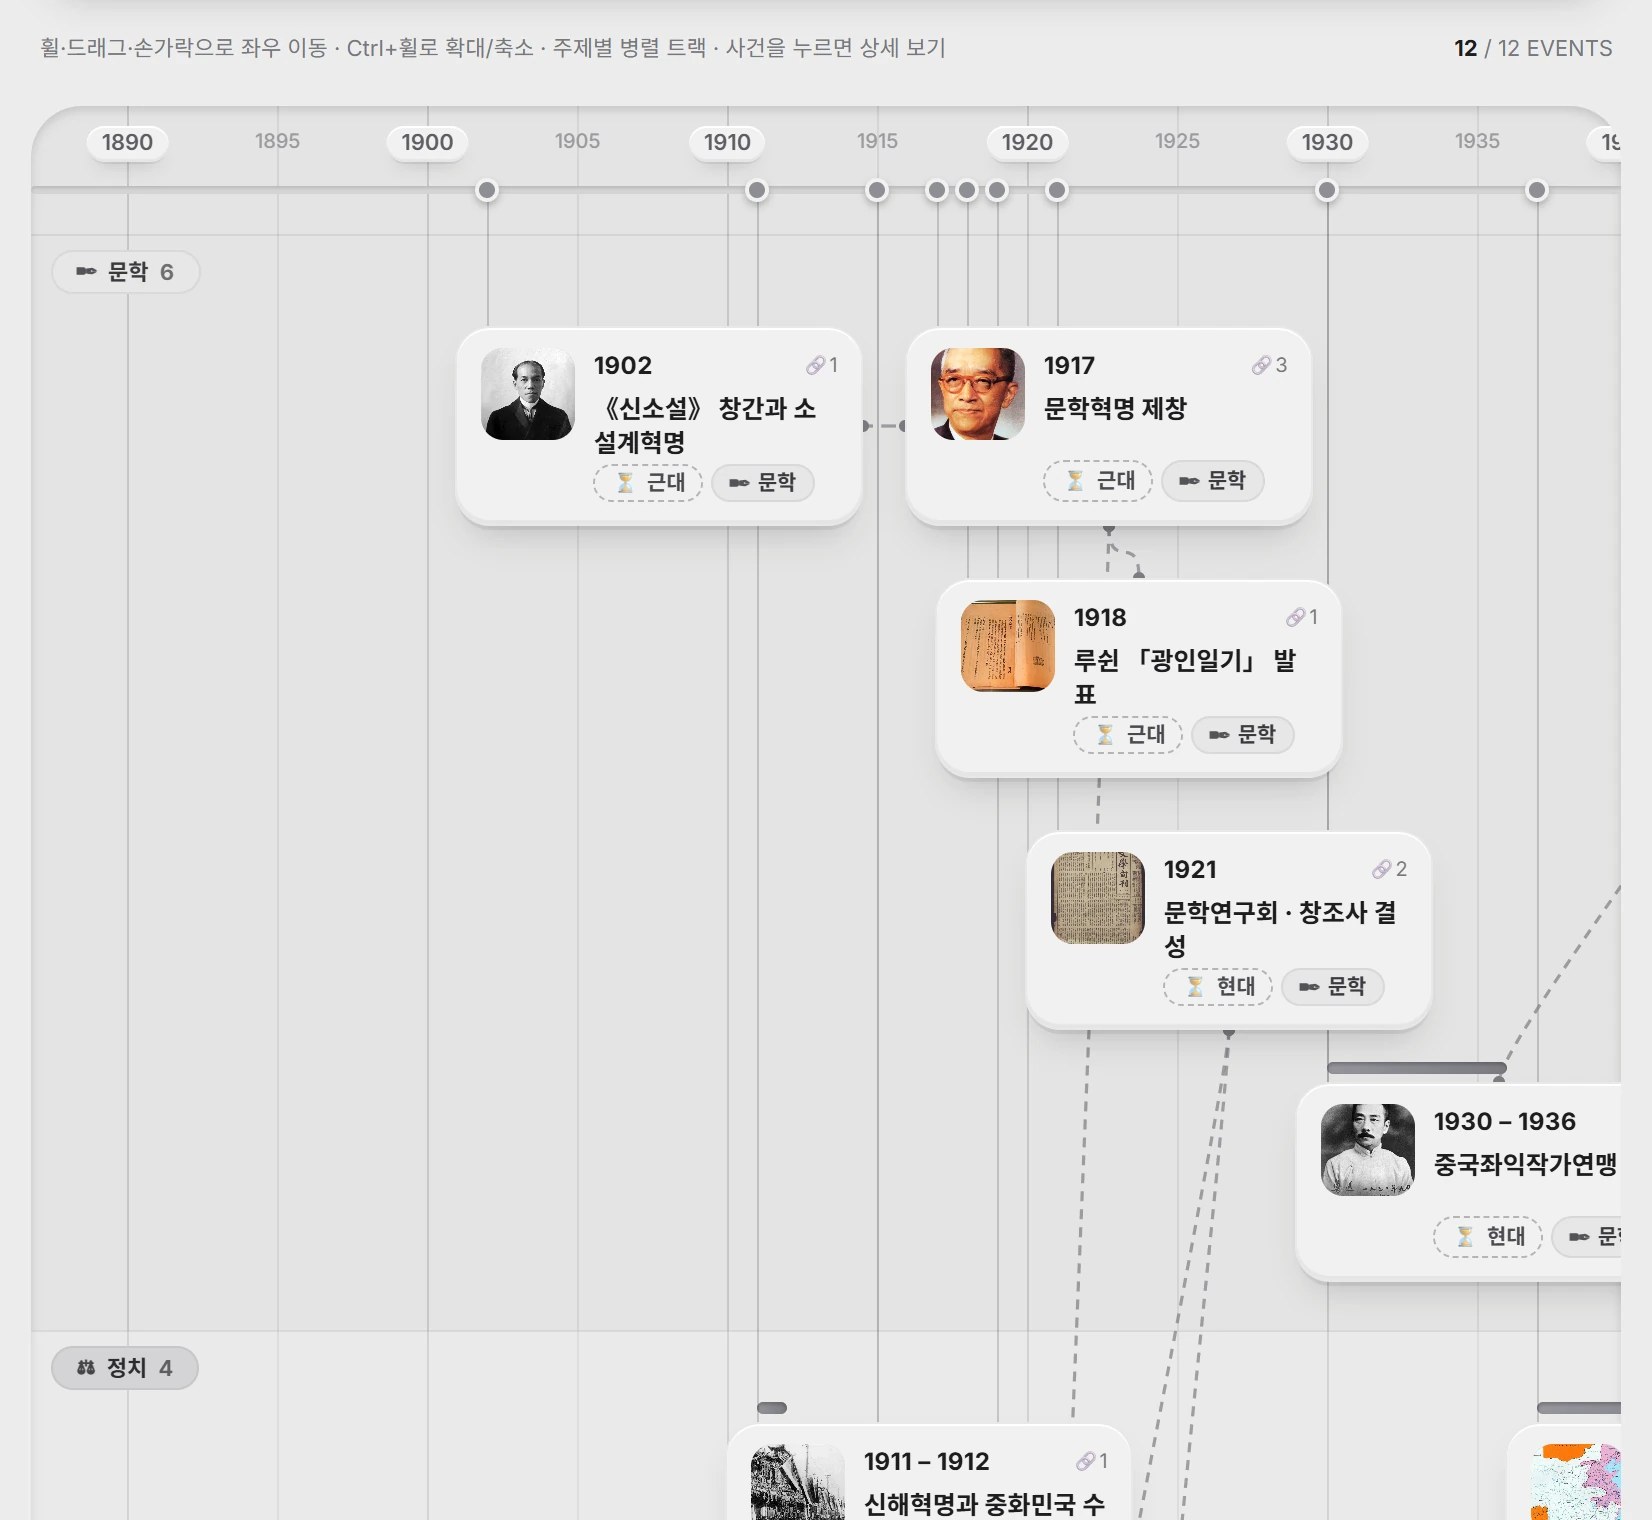 휠·드래그·손가락으로 좌우 이동 · Ctrl+휠로 확대/축소 · 주제별 병렬 트랙 · 사건을 누르면 상세 보기
12 / 12 EVENTS
1890 1895 1900 1905 1910 1915 1920 1925 1930 1935 19
문학 6
1902 1
《신소설》 창간과 소
설계혁명
근대 문학
1917 3
문학혁명 제창
근대 문학
1918 1
루쉰 「광인일기」 발
표
근대 문학
1921 2
문학연구회 · 창조사 결
성
현대 문학
1930 – 1936
중국좌익작가연맹
현대 문
정치 4
1911 – 1912 1
신해혁명과 중화민국 수